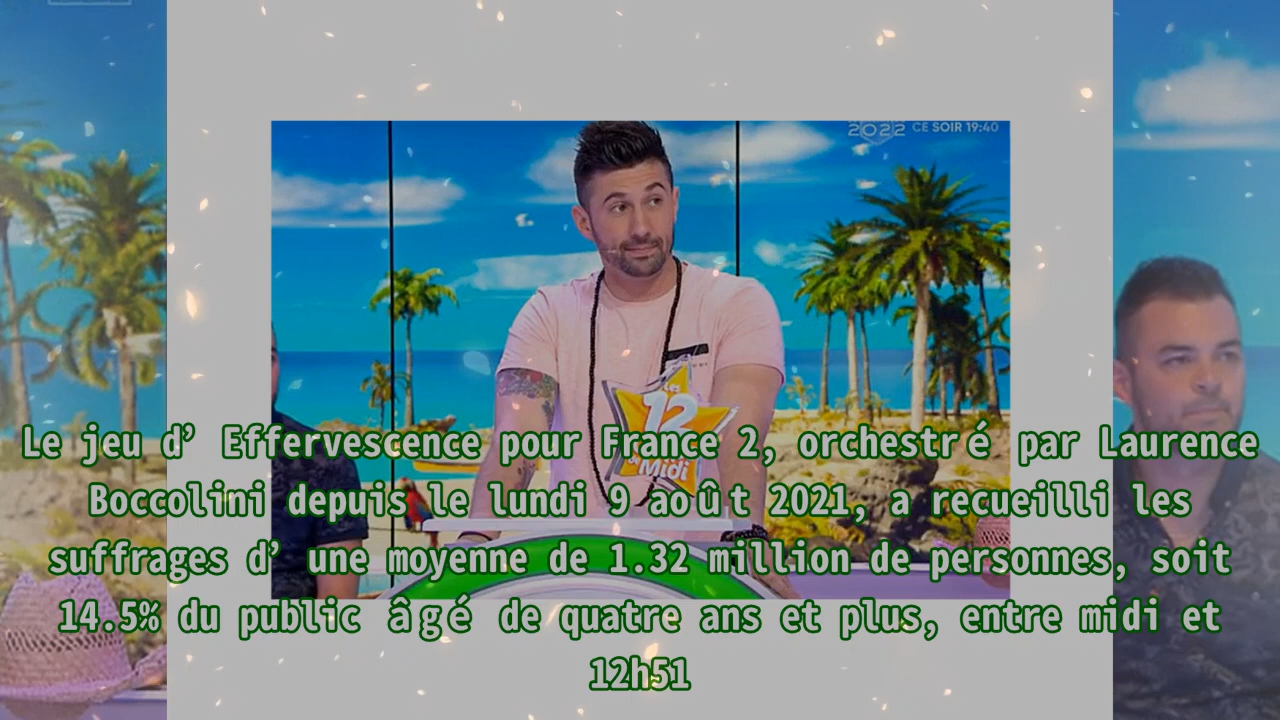 2022 CE SOIR 19:40
Les
12
Midi
Le jeu d’ Effervescence pour France 2, orchestré par Laurence
Boccolini depuis le lundi 9 août 2021, a recueilli les
suffrages d’ une moyenne de 1.32 million de personnes, soit
14.5% du public âgé de quatre ans et plus, entre midi et
12h51